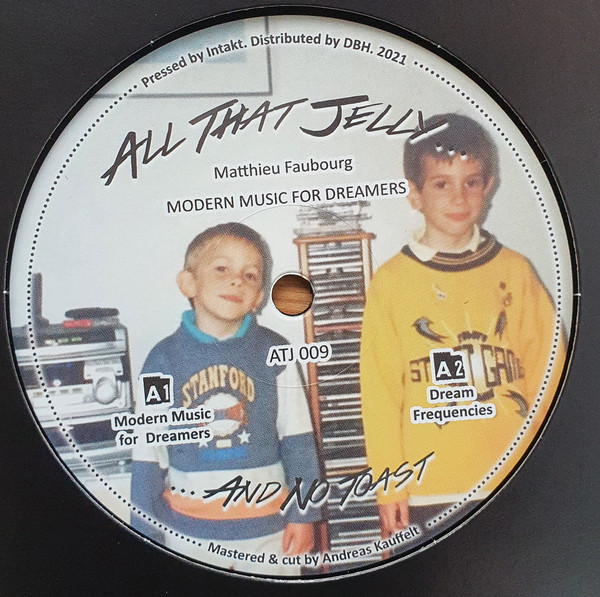 Pressed by Intakt. Distributed by DBH. 2021
ALL THAT JELLY...
Matthieu Faubourg
MODERN MUSIC FOR DREAMERS
ATJ 009
STANFORD
A1
Modern Music
for Dreamers
A2
Dream
Frequencies
...AND NO TOAST
Mastered & cut by Andreas Kauffelt